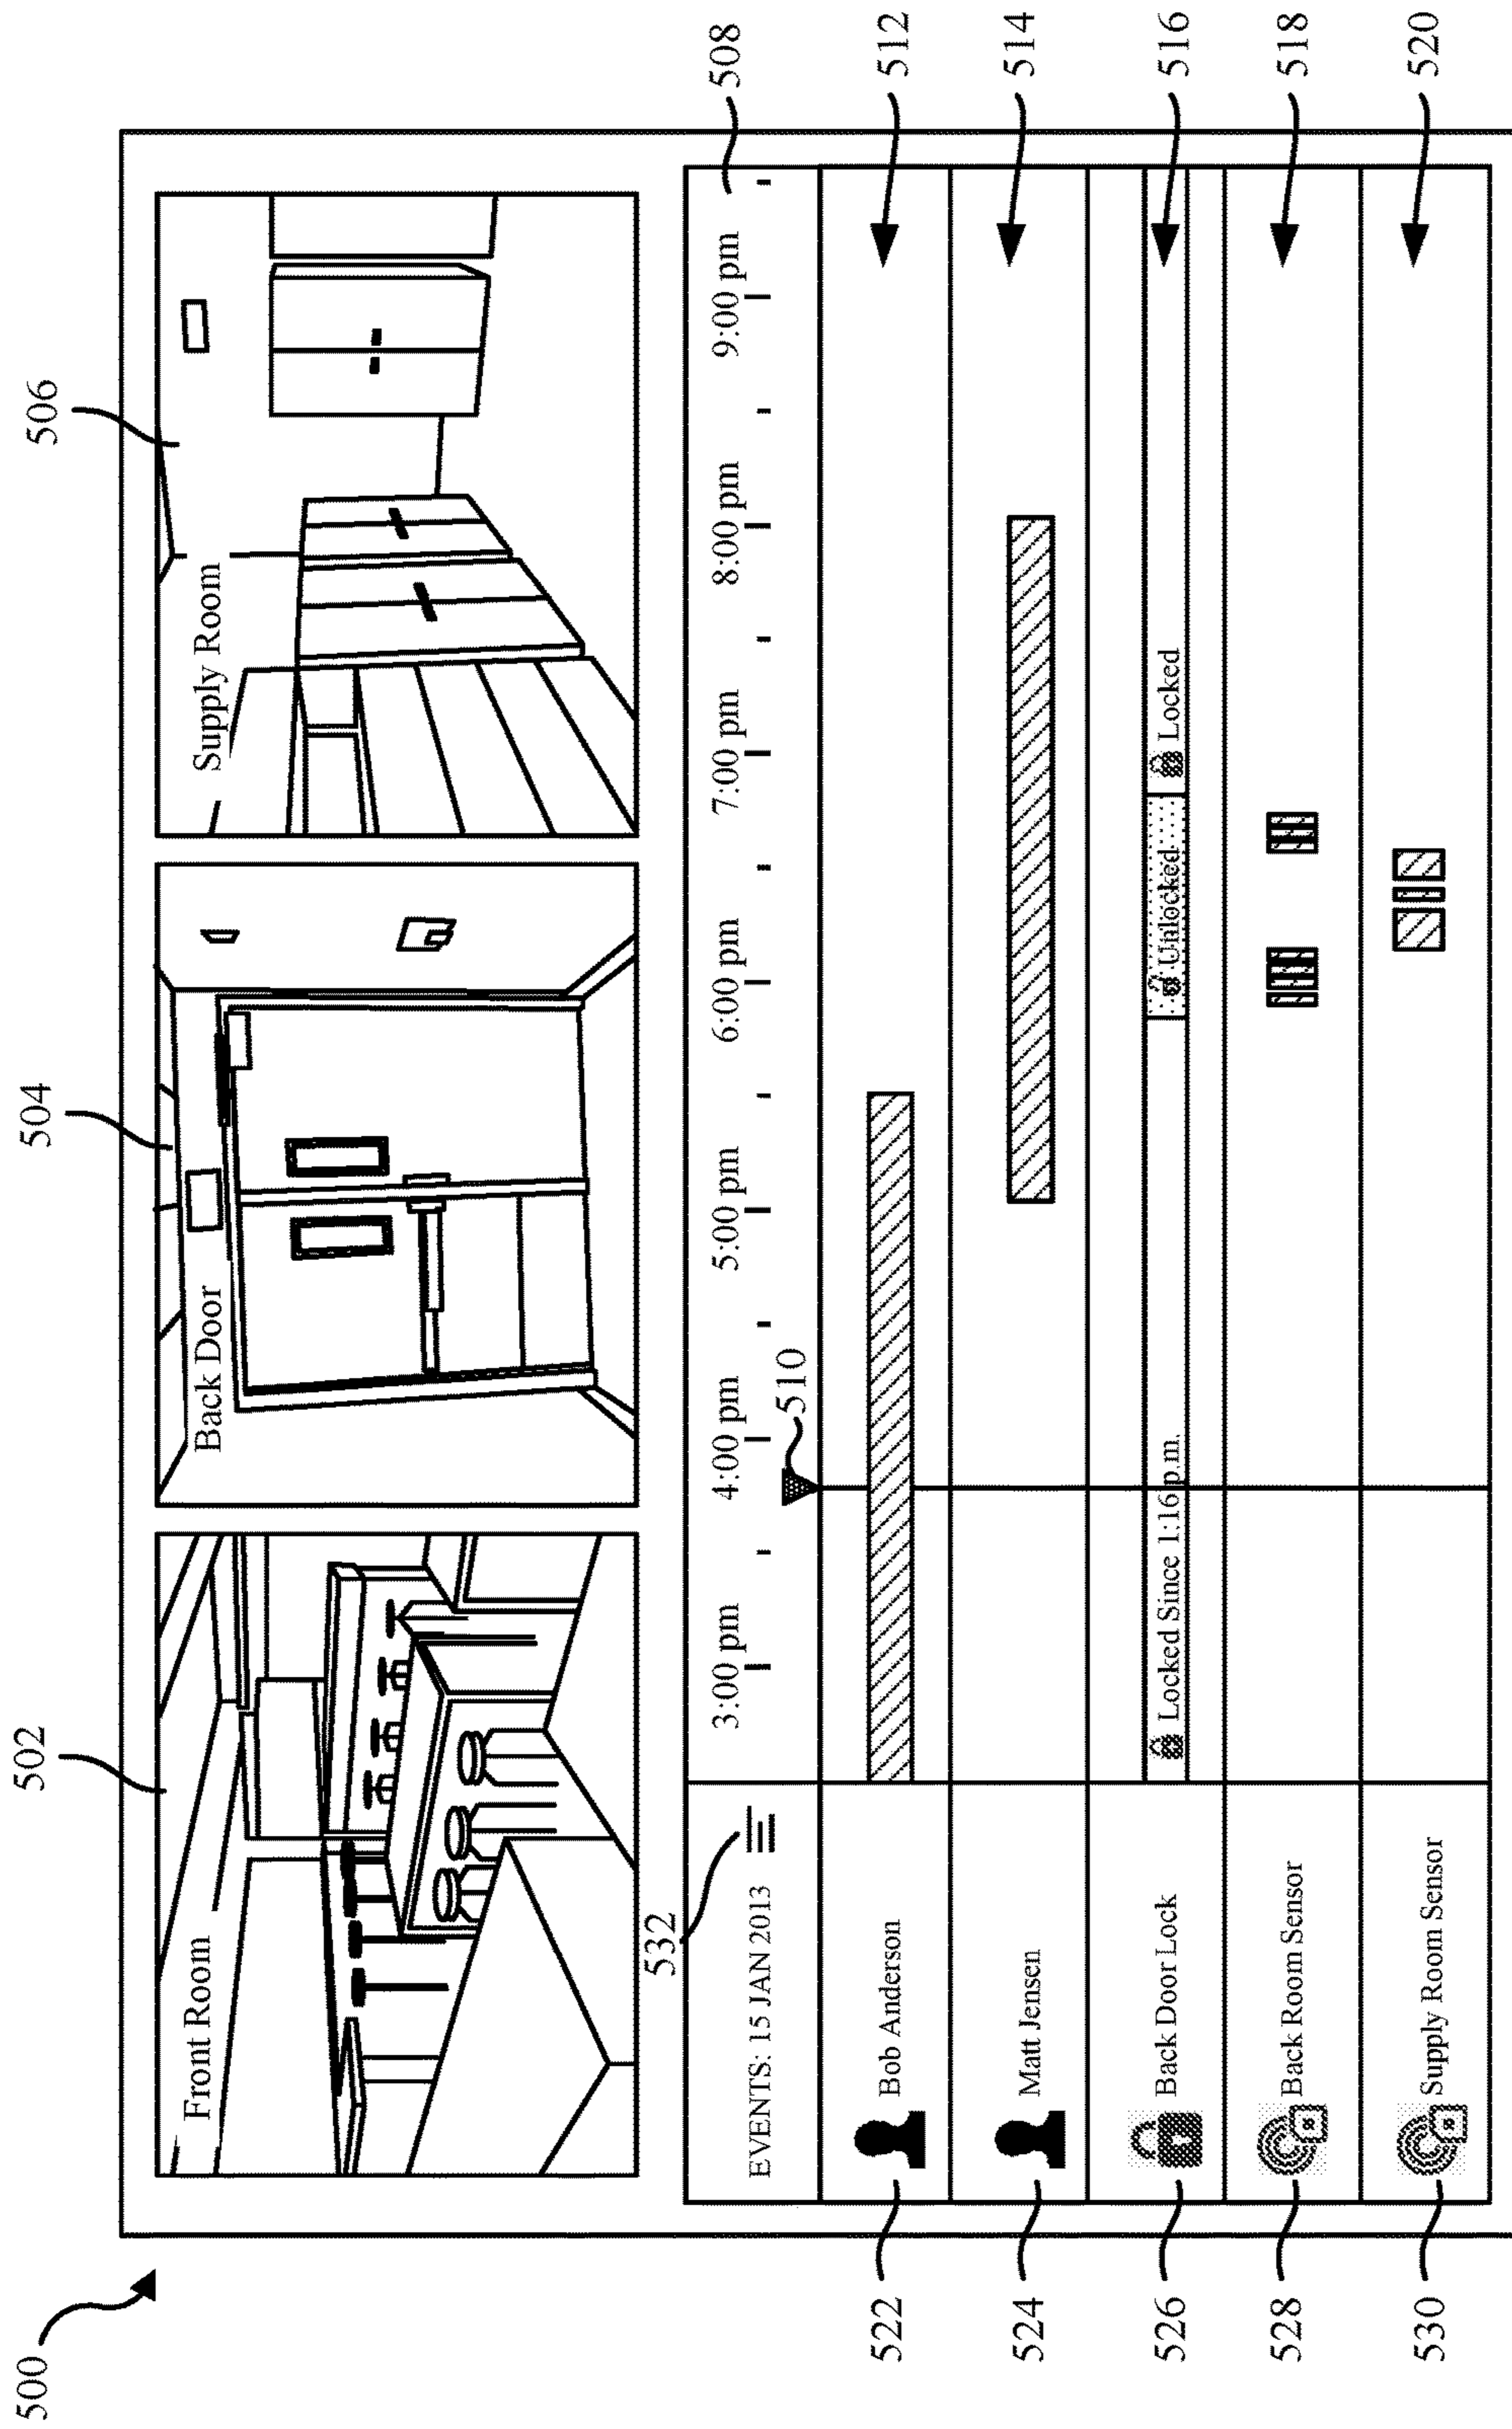 500
502
504
506
Front Room
Back Door
Supply Room
532
510
508
EVENTS: 15 JAN 2013
3:00 pm
4:00 pm
5:00 pm
6:00 pm
7:00 pm
8:00 pm
9:00 pm
522
Bob Anderson
512
524
Matt Jensen
514
526
Back Door Lock
Locked Since 1:16 p.m.
Unlocked
Locked
516
528
Back Room Sensor
518
530
Supply Room Sensor
520